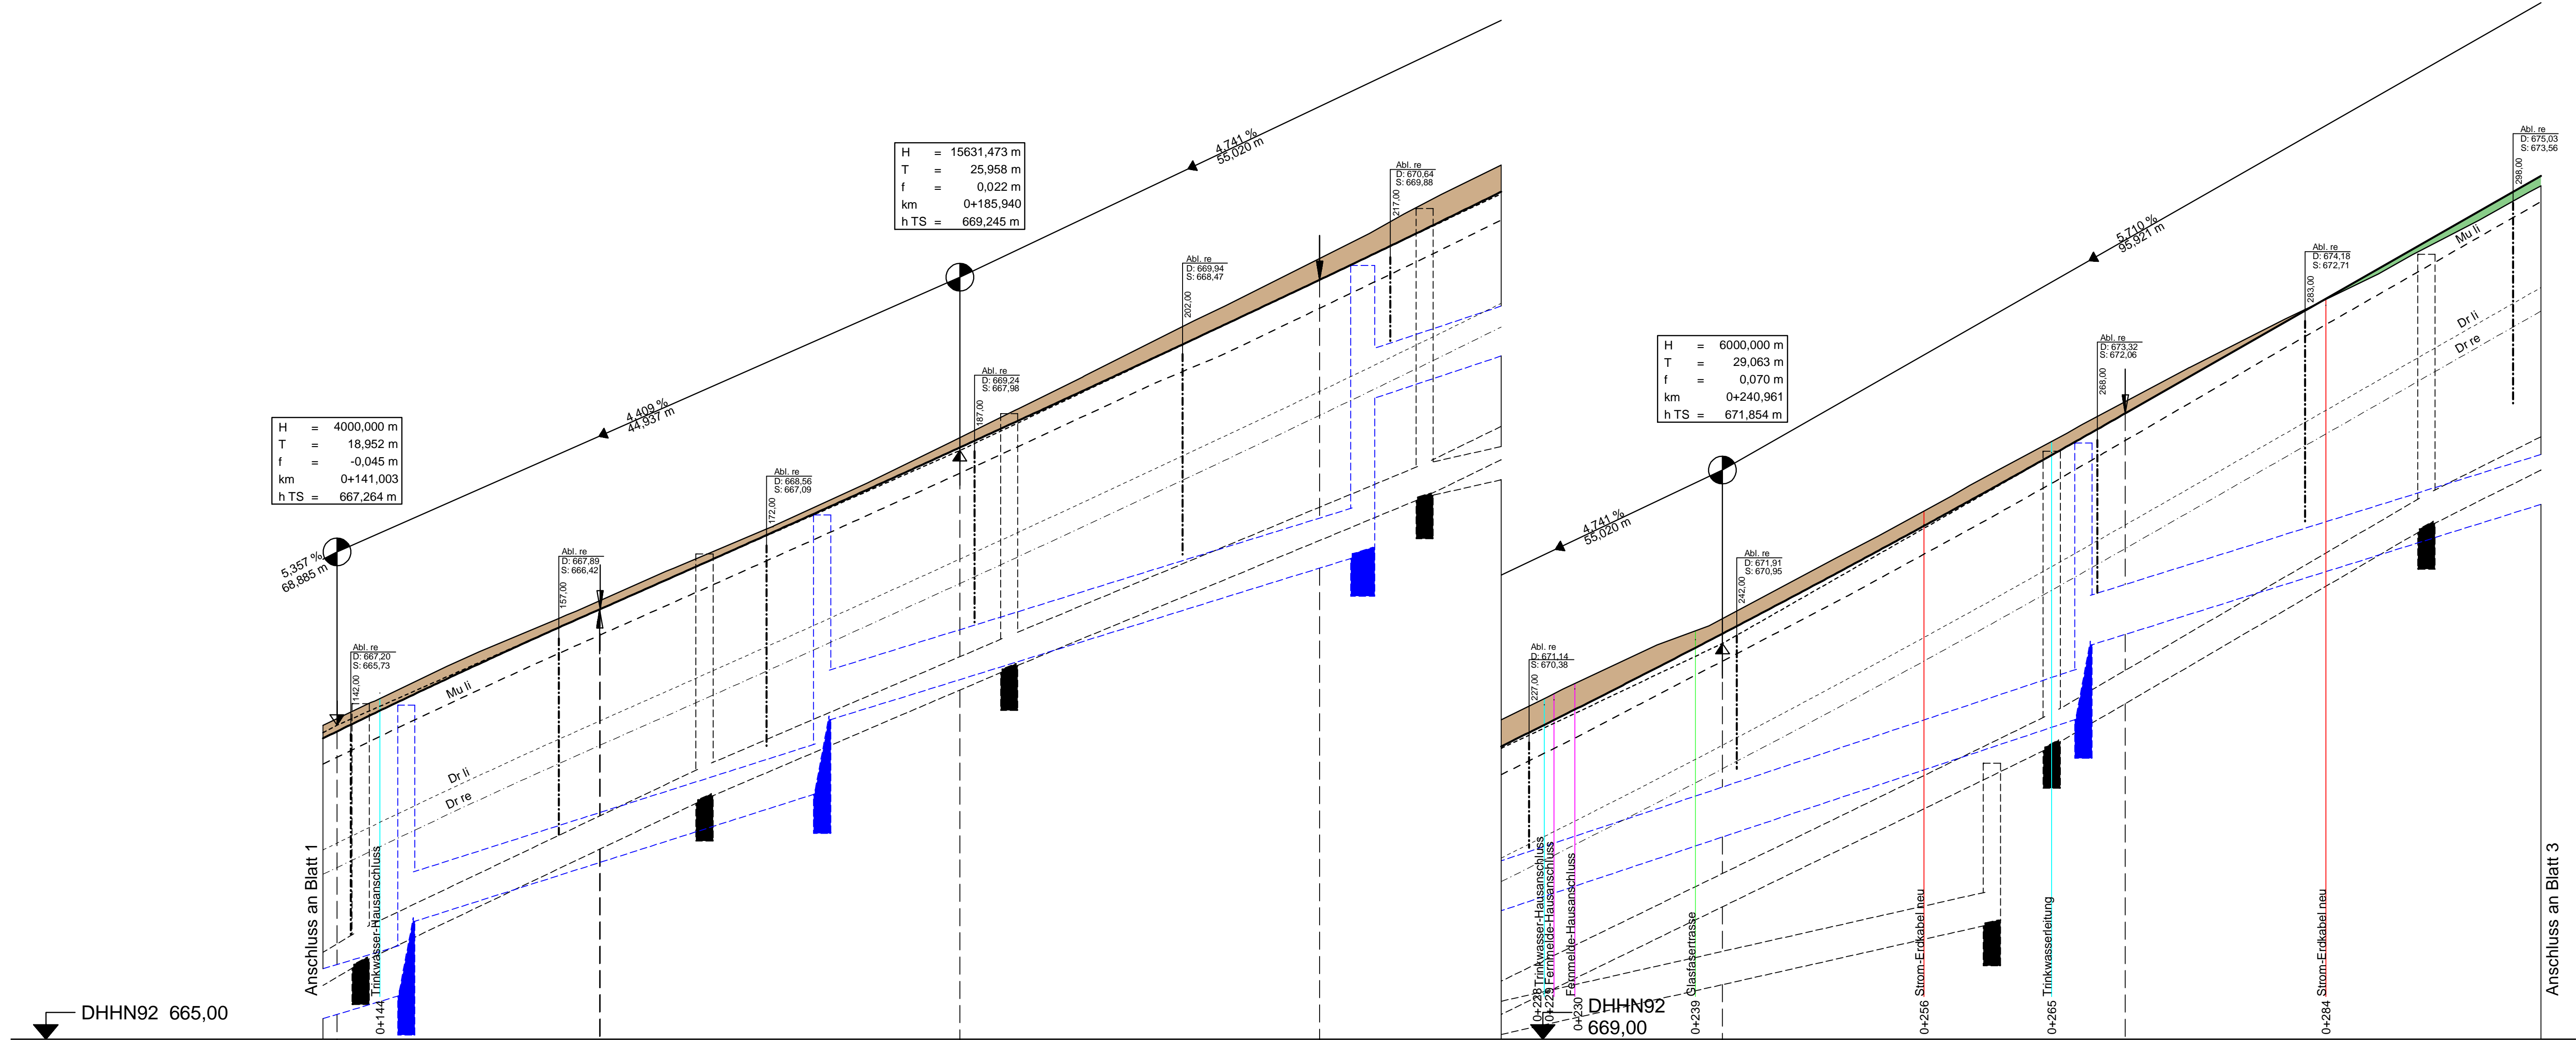 H = 15631,473 m
T = 25,958 m
f = 0,022 m
km 0+185,940
h TS = 669,245 m
4,741 %
55,020 m
Abl. re
D: 670,64
S: 669,88
217,00
Abl. re
D: 669,94
S: 668,47
202,00
Abl. re
D: 669,24
S: 667,98
187,00
4,409 %
44,937 m
H = 4000,000 m
T = 18,952 m
f = -0,045 m
km 0+141,003
h TS = 667,264 m
Abl. re
D: 668,56
S: 667,09
172,00
5,357 %
68,885 m
Abl. re
D: 667,89
S: 666,42
157,00
Abl. re
D: 667,20
S: 665,73
142,00
Mu li
Dr li
Dr re
Anschluss an Blatt 1
0+144 Trinkwasser-Hausanschluss
DHHN92 665,00
Abl. re
D: 675,03
S: 673,56
298,00
5,710 %
95,921 m
Mu li
Abl. re
D: 674,18
S: 672,71
283,00
Dr li
Dr re
H = 6000,000 m
T = 29,063 m
f = 0,070 m
km 0+240,961
h TS = 671,854 m
Abl. re
D: 673,32
S: 672,06
268,00
4,741 %
55,020 m
Abl. re
D: 671,91
S: 670,95
242,00
Abl. re
D: 671,14
S: 670,38
227,00
0+228 Trinkwasser-Hausanschluss
0+229 Fernmelde-Hausanschluss
0+230 Fernmelde-Hausanschluss
0+239 Glasfasertrasse
0+256 Strom-Erdkabel neu
0+265 Trinkwasserleitung
0+284 Strom-Erdkabel neu
Anschluss an Blatt 3
DHHN92
669,00